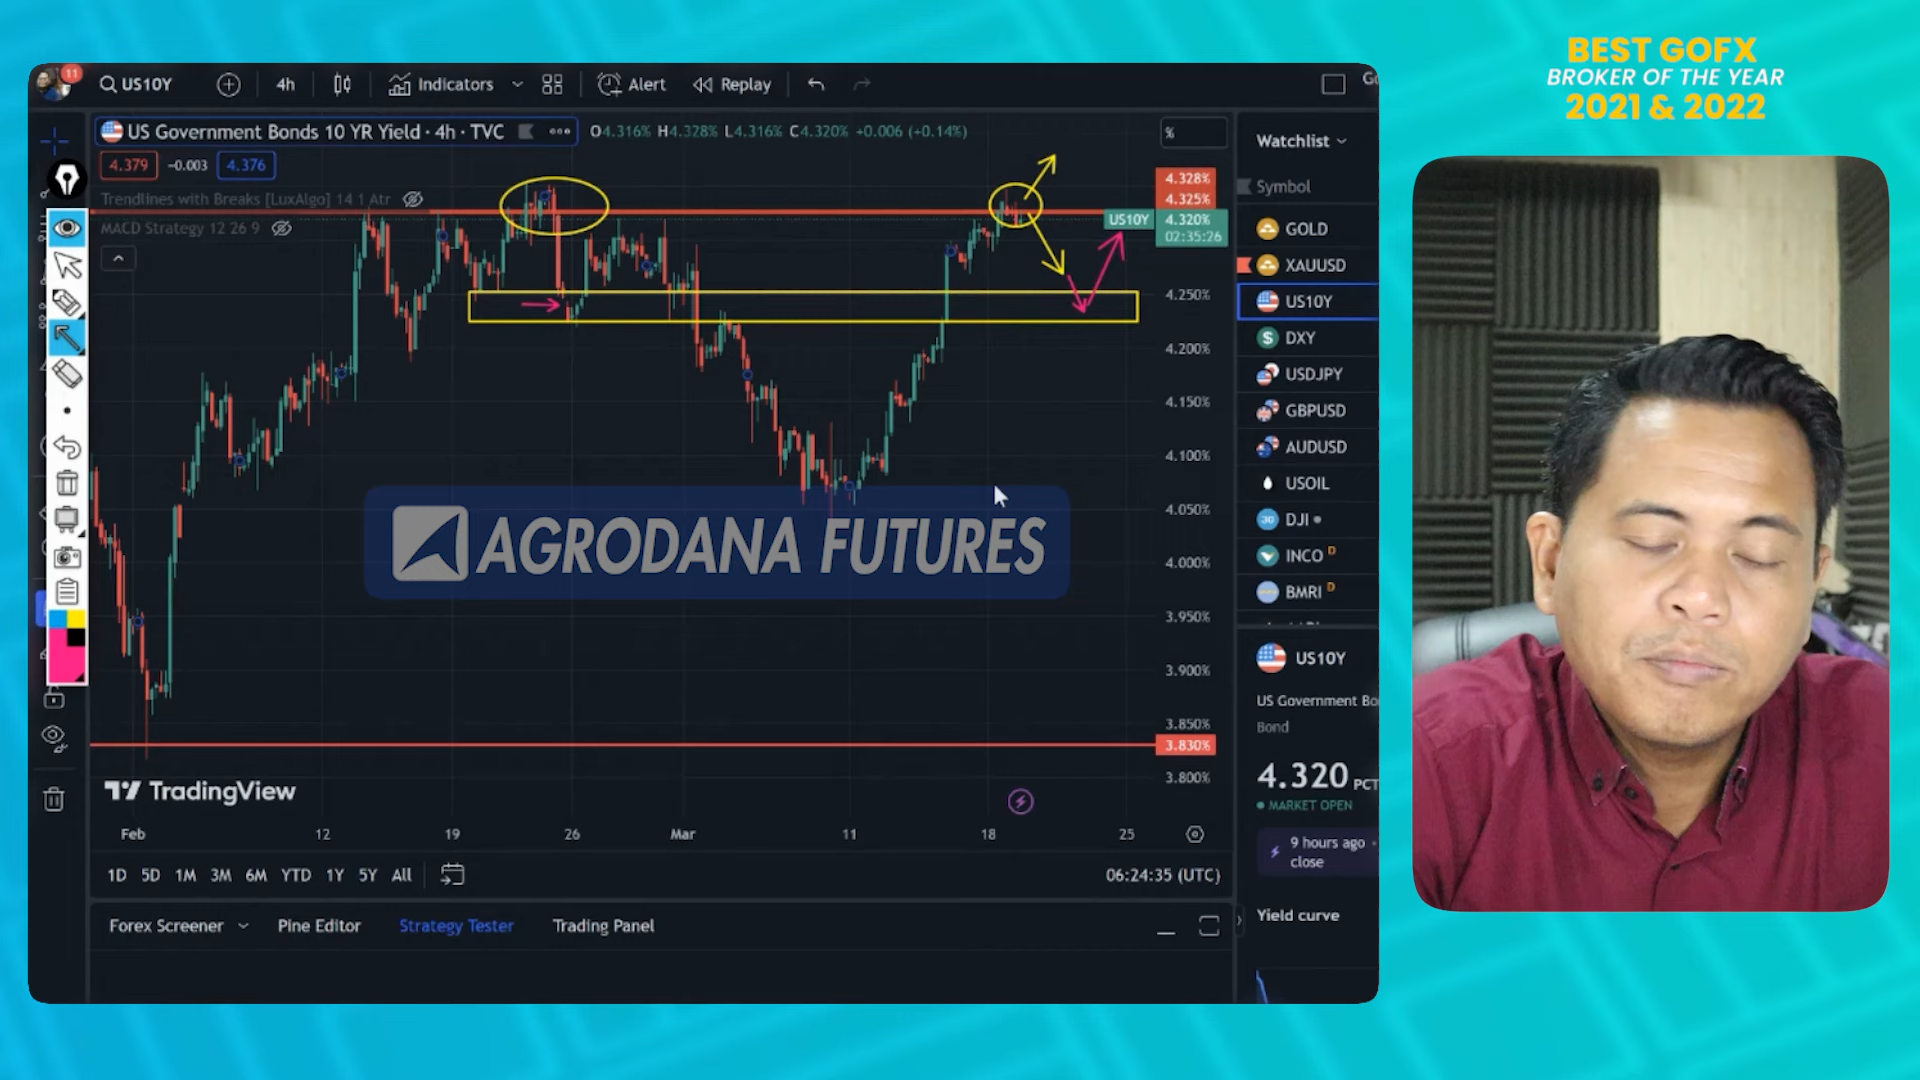 BEST GOFX
BROKER OF THE YEAR
2021 & 2022
11
US10Y
4h
Indicators
Alert
Replay
US Government Bonds 10 YR Yield · 4h · TVC
O4.316% H4.328% L4.316% C4.320% +0.006 (+0.14%)
4.379 -0.003 4.376
Trendlines with Breaks [LuxAlgo] 14 1 Atr
MACD Strategy 12 26 9
%
4.328%
4.325%
US10Y 4.320%
02:35:26
4.250%
4.200%
4.150%
4.100%
4.050%
4.000%
3.950%
3.900%
3.850%
3.830%
3.800%
AGRODANA FUTURES
TradingView
Feb 12 19 26 Mar 11 18 25
1D 5D 1M 3M 6M YTD 1Y 5Y All
06:24:35 (UTC)
Forex Screener Pine Editor Strategy Tester Trading Panel
Watchlist
Symbol
GOLD
XAUUSD
US10Y
DXY
USDJPY
GBPUSD
AUDUSD
USOIL
30 DJI
INCO D
BMRI D
US10Y
US Government Bo
Bond
4.320 PCT
MARKET OPEN
9 hours ago
close
Yield curve